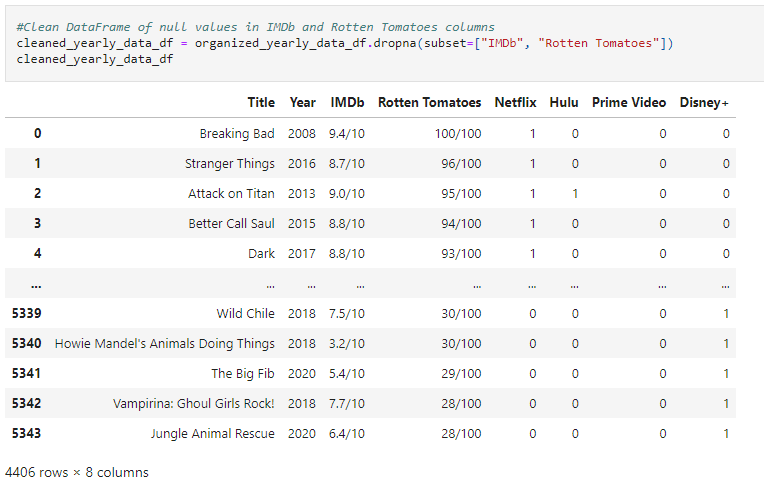 #Clean DataFrame of null values in IMDb and Rotten Tomatoes columns
cleaned_yearly_data_df = organized_yearly_data_df.dropna(subset=["IMDb", "Rotten Tomatoes"])
cleaned_yearly_data_df
Title Year IMDb Rotten Tomatoes Netflix Hulu Prime Video Disney+
0 Breaking Bad 2008 9.4/10 100/100 1 0 0 0
1 Stranger Things 2016 8.7/10 96/100 1 0 0 0
2 Attack on Titan 2013 9.0/10 95/100 1 1 0 0
3 Better Call Saul 2015 8.8/10 94/100 1 0 0 0
4 Dark 2017 8.8/10 93/100 1 0 0 0
... ... ... ... ... ... ... ... ...
5339 Wild Chile 2018 7.5/10 30/100 0 0 0 1
5340 Howie Mandel's Animals Doing Things 2018 3.2/10 30/100 0 0 0 1
5341 The Big Fib 2020 5.4/10 29/100 0 0 0 1
5342 Vampirina: Ghoul Girls Rock! 2018 7.7/10 28/100 0 0 0 1
5343 Jungle Animal Rescue 2020 6.4/10 28/100 0 0 0 1
4406 rows × 8 columns